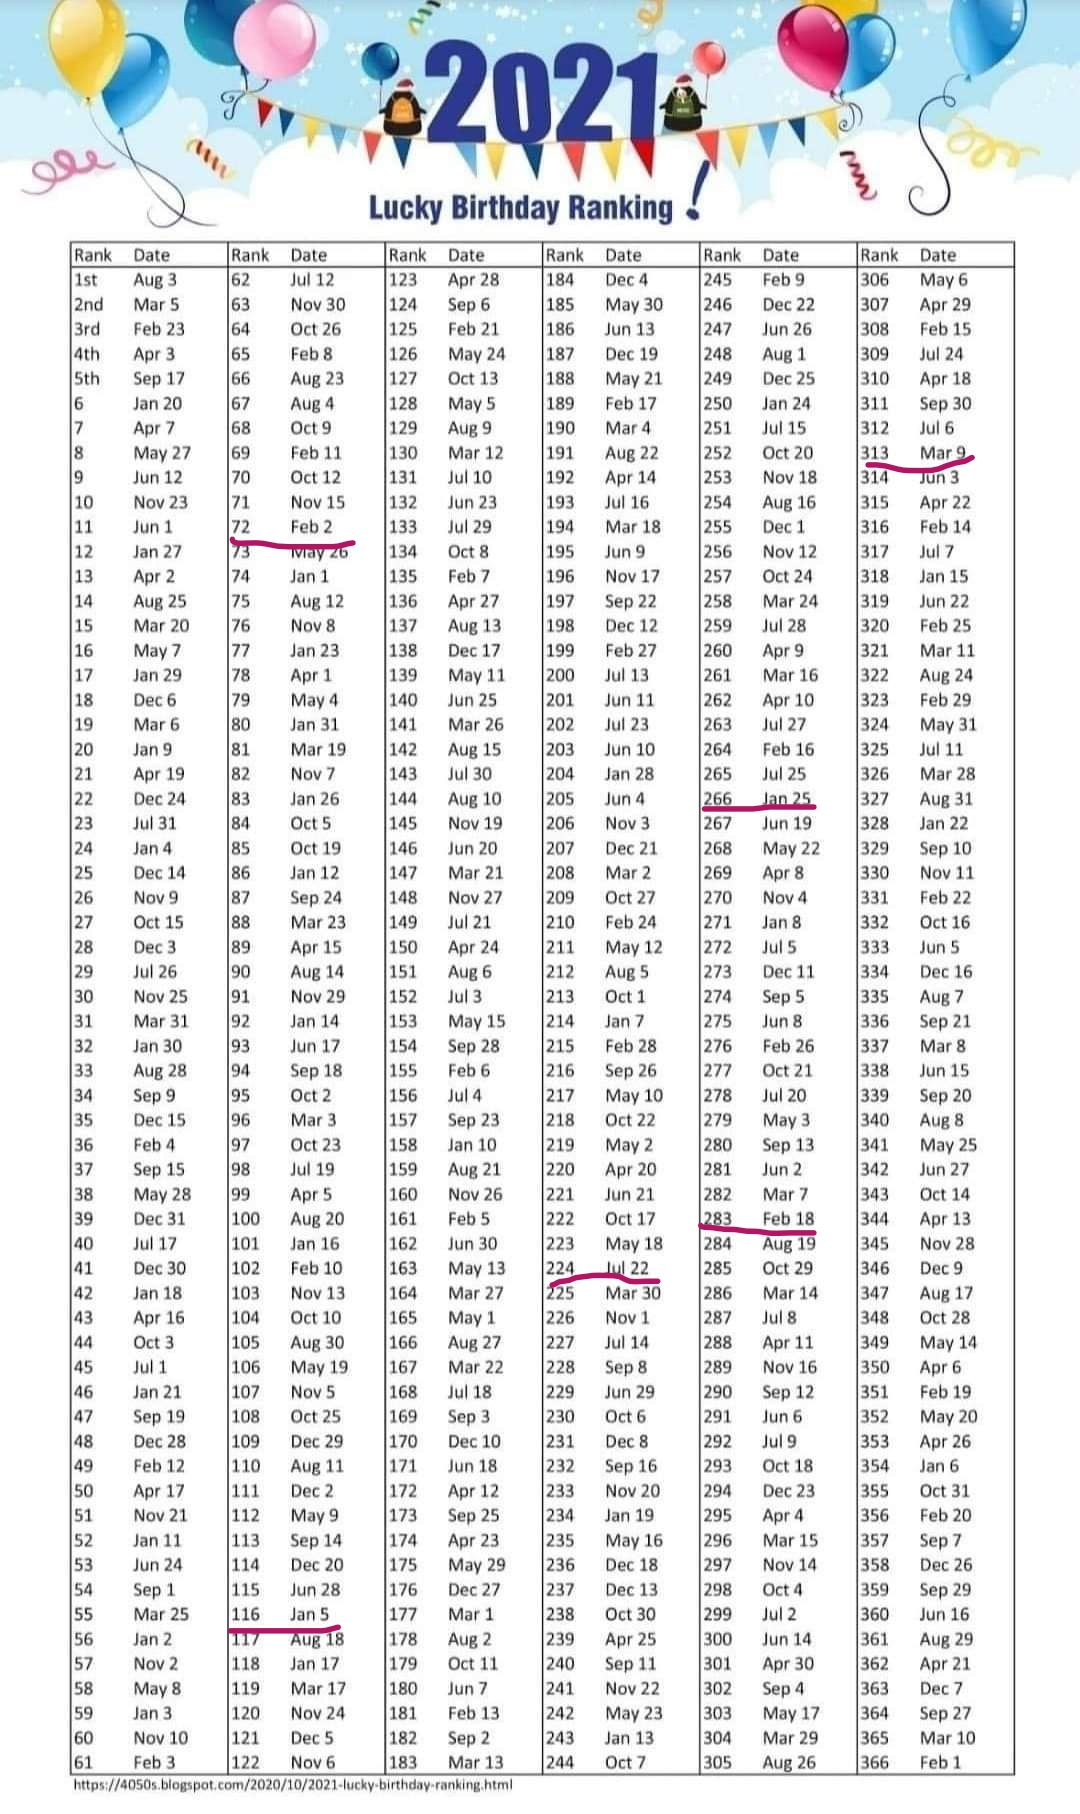 2021
Lucky Birthday Ranking !
Rank Date Rank Date Rank Date Rank Date Rank Date Rank Date
1st Aug 3 62 Jul 12 123 Apr 28 184 Dec 4 245 Feb 9 306 May 6
2nd Mar 5 63 Nov 30 124 Sep 6 185 May 30 246 Dec 22 307 Apr 29
3rd Feb 23 64 Oct 26 125 Feb 21 186 Jun 13 247 Jun 26 308 Feb 15
4th Apr 3 65 Feb 8 126 May 24 187 Dec 19 248 Aug 1 309 Jul 24
5th Sep 17 66 Aug 23 127 Oct 13 188 May 21 249 Dec 25 310 Apr 18
6 Jan 20 67 Aug 4 128 May 5 189 Feb 17 250 Jan 24 311 Sep 30
7 Apr 7 68 Oct 9 129 Aug 9 190 Mar 4 251 Jul 15 312 Jul 6
8 May 27 69 Feb 11 130 Mar 12 191 Aug 22 252 Oct 20 313 Mar 9
9 Jun 12 70 Oct 12 131 Jul 10 192 Apr 14 253 Nov 18 314 Jun 3
10 Nov 23 71 Nov 15 132 Jun 23 193 Jul 16 254 Aug 16 315 Apr 22
11 Jun 1 72 Feb 2 133 Jul 29 194 Mar 18 255 Dec 1 316 Feb 14
12 Jan 27 73 May 26 134 Oct 8 195 Jun 9 256 Nov 12 317 Jul 7
13 Apr 2 74 Jan 1 135 Feb 7 196 Nov 17 257 Oct 24 318 Jan 15
14 Aug 25 75 Aug 12 136 Apr 27 197 Sep 22 258 Mar 24 319 Jun 22
15 Mar 20 76 Nov 8 137 Aug 13 198 Dec 12 259 Jul 28 320 Feb 25
16 May 7 77 Jan 23 138 Dec 17 199 Feb 27 260 Apr 9 321 Mar 11
17 Jan 29 78 Apr 1 139 May 11 200 Jul 13 261 Mar 16 322 Aug 24
18 Dec 6 79 May 4 140 Jun 25 201 Jun 11 262 Apr 10 323 Feb 29
19 Mar 6 80 Jan 31 141 Mar 26 202 Jul 23 263 Jul 27 324 May 31
20 Jan 9 81 Mar 19 142 Aug 15 203 Jun 10 264 Feb 16 325 Jul 11
21 Apr 19 82 Nov 7 143 Jul 30 204 Jan 28 265 Jul 25 326 Mar 28
22 Dec 24 83 Jan 26 144 Aug 10 205 Jun 4 266 Jan 25 327 Aug 31
23 Jul 31 84 Oct 5 145 Nov 19 206 Nov 3 267 Jun 19 328 Jan 22
24 Jan 4 85 Oct 19 146 Jun 20 207 Dec 21 268 May 22 329 Sep 10
25 Dec 14 86 Jan 12 147 Mar 21 208 Mar 2 269 Apr 8 330 Nov 11
26 Nov 9 87 Sep 24 148 Nov 27 209 Oct 27 270 Nov 4 331 Feb 22
27 Oct 15 88 Mar 23 149 Jul 21 210 Feb 24 271 Jan 8 332 Oct 16
28 Dec 3 89 Apr 15 150 Apr 24 211 May 12 272 Jul 5 333 Jun 5
29 Jul 26 90 Aug 14 151 Aug 6 212 Aug 5 273 Dec 11 334 Dec 16
30 Nov 25 91 Nov 29 152 Jul 3 213 Oct 1 274 Sep 5 335 Aug 7
31 Mar 31 92 Jan 14 153 May 15 214 Jan 7 275 Jun 8 336 Sep 21
32 Jan 30 93 Jun 17 154 Sep 28 215 Feb 28 276 Feb 26 337 Mar 8
33 Aug 28 94 Sep 18 155 Feb 6 216 Sep 26 277 Oct 21 338 Jun 15
34 Sep 9 95 Oct 2 156 Jul 4 217 May 10 278 Jul 20 339 Sep 20
35 Dec 15 96 Mar 3 157 Sep 23 218 Oct 22 279 May 3 340 Aug 8
36 Feb 4 97 Oct 23 158 Jan 10 219 May 2 280 Sep 13 341 May 25
37 Sep 15 98 Jul 19 159 Aug 21 220 Apr 20 281 Jun 2 342 Jun 27
38 May 28 99 Apr 5 160 Nov 26 221 Jun 21 282 Mar 7 343 Oct 14
39 Dec 31 100 Aug 20 161 Feb 5 222 Oct 17 283 Feb 18 344 Apr 13
40 Jul 17 101 Jan 16 162 Jun 30 223 May 18 284 Aug 19 345 Nov 28
41 Dec 30 102 Feb 10 163 May 13 224 Jul 22 285 Oct 29 346 Dec 9
42 Jan 18 103 Nov 13 164 Mar 27 225 Mar 30 286 Mar 14 347 Aug 17
43 Apr 16 104 Oct 10 165 May 1 226 Nov 1 287 Jul 8 348 Oct 28
44 Oct 3 105 Aug 30 166 Aug 27 227 Jul 14 288 Apr 11 349 May 14
45 Jul 1 106 May 19 167 Mar 22 228 Sep 8 289 Nov 16 350 Apr 6
46 Jan 21 107 Nov 5 168 Jul 18 229 Jun 29 290 Sep 12 351 Feb 19
47 Sep 19 108 Oct 25 169 Sep 3 230 Oct 6 291 Jun 6 352 May 20
48 Dec 28 109 Dec 29 170 Dec 10 231 Dec 8 292 Jul 9 353 Apr 26
49 Feb 12 110 Aug 11 171 Jun 18 232 Sep 16 293 Oct 18 354 Jan 6
50 Apr 17 111 Dec 2 172 Apr 12 233 Nov 20 294 Dec 23 355 Oct 31
51 Nov 21 112 May 9 173 Sep 25 234 Jan 19 295 Apr 4 356 Feb 20
52 Jan 11 113 Sep 14 174 Apr 23 235 May 16 296 Mar 15 357 Sep 7
53 Jun 24 114 Dec 20 175 May 29 236 Dec 18 297 Nov 14 358 Dec 26
54 Sep 1 115 Jun 28 176 Dec 27 237 Dec 13 298 Oct 4 359 Sep 29
55 Mar 25 116 Jan 5 177 Mar 1 238 Oct 30 299 Jul 2 360 Jun 16
56 Jan 2 117 Aug 18 178 Aug 2 239 Apr 25 300 Jun 14 361 Aug 29
57 Nov 2 118 Jan 17 179 Oct 11 240 Sep 11 301 Apr 30 362 Apr 21
58 May 8 119 Mar 17 180 Jun 7 241 Nov 22 302 Sep 4 363 Dec 7
59 Jan 3 120 Nov 24 181 Feb 13 242 May 23 303 May 17 364 Sep 27
60 Nov 10 121 Dec 5 182 Sep 2 243 Jan 13 304 Mar 29 365 Mar 10
61 Feb 3 122 Nov 6 183 Mar 13 244 Oct 7 305 Aug 26 366 Feb 1
https://4050s.blogspot.com/2020/10/2021-lucky-birthday-ranking.html